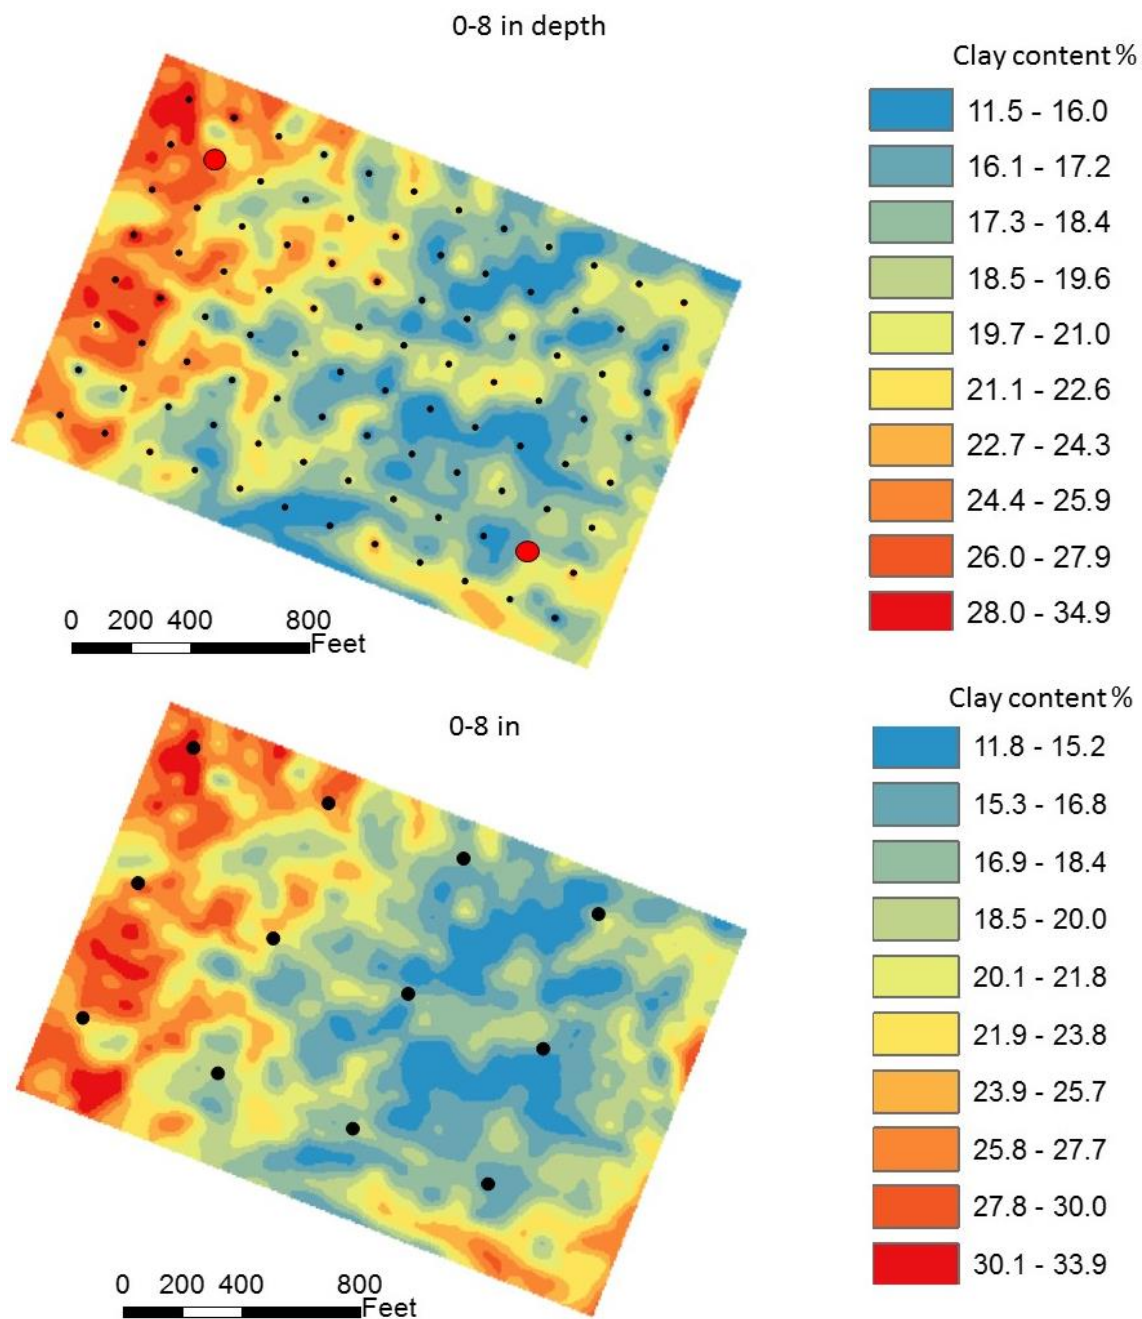 0-8 in depth
Clay content %
11.5 - 16.0
16.1 - 17.2
17.3 - 18.4
18.5 - 19.6
19.7 - 21.0
21.1 - 22.6
22.7 - 24.3
24.4 - 25.9
26.0 - 27.9
28.0 - 34.9
0 200 400 800
Feet
0-8 in
Clay content %
11.8 - 15.2
15.3 - 16.8
16.9 - 18.4
18.5 - 20.0
20.1 - 21.8
21.9 - 23.8
23.9 - 25.7
25.8 - 27.7
27.8 - 30.0
30.1 - 33.9
0 200 400 800
Feet